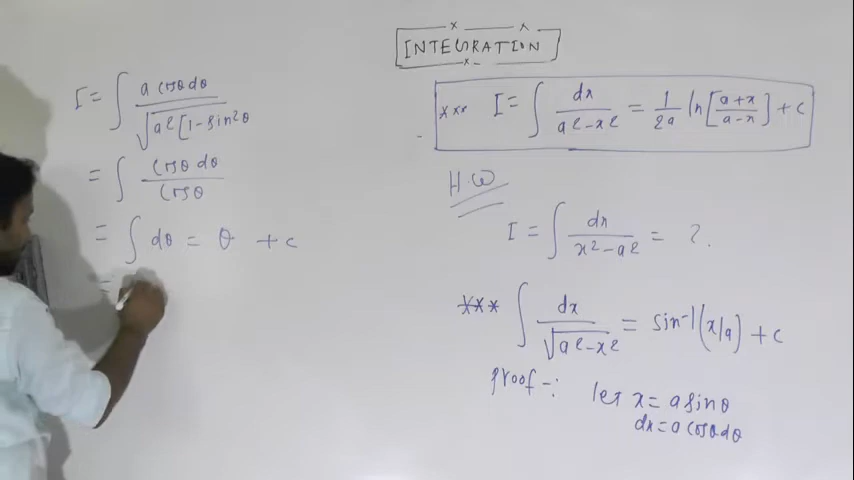 INTEGRATION
*** I = ∫ dx / a² - x² = 1/2a ln [a+x / a-x] + c
H.W
I = ∫ dx / x² - a² = ?.
*** ∫ dx / √a² - x² = sin⁻¹(x/a) + c
Proof -: let x = a sinθ
dx = a cosθ dθ
I = ∫ a cosθ dθ / √a² [1 - sin²θ
= ∫ cosθ dθ / cosθ
= ∫ dθ = θ + c
=